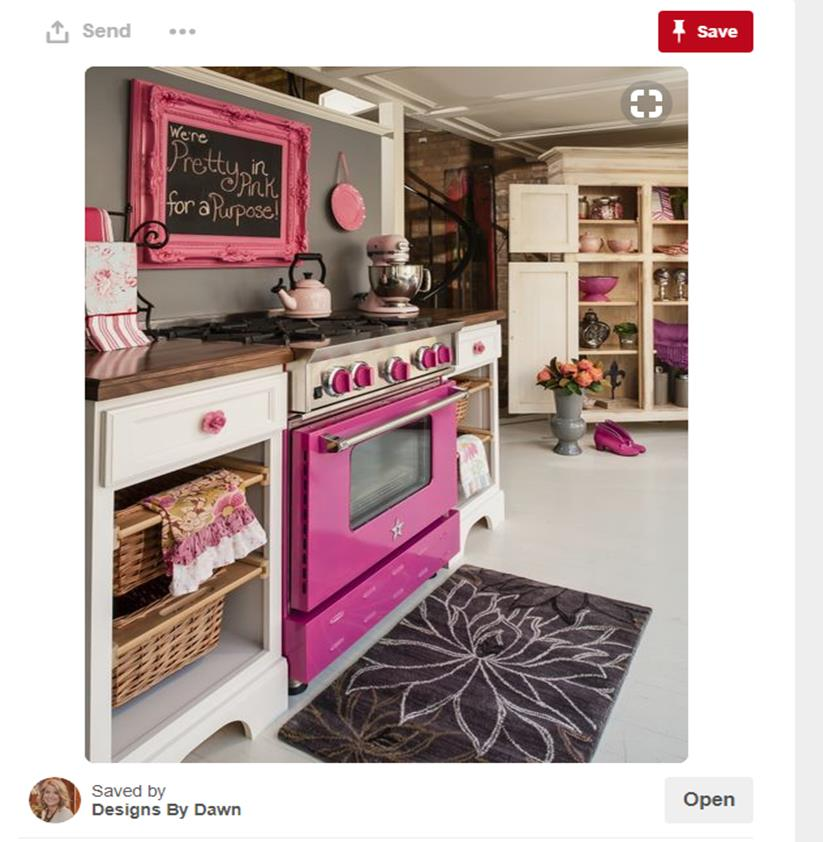 Send
Save
We're
Pretty in
Pink
for a Purpose!
Saved by
Designs By Dawn
Open